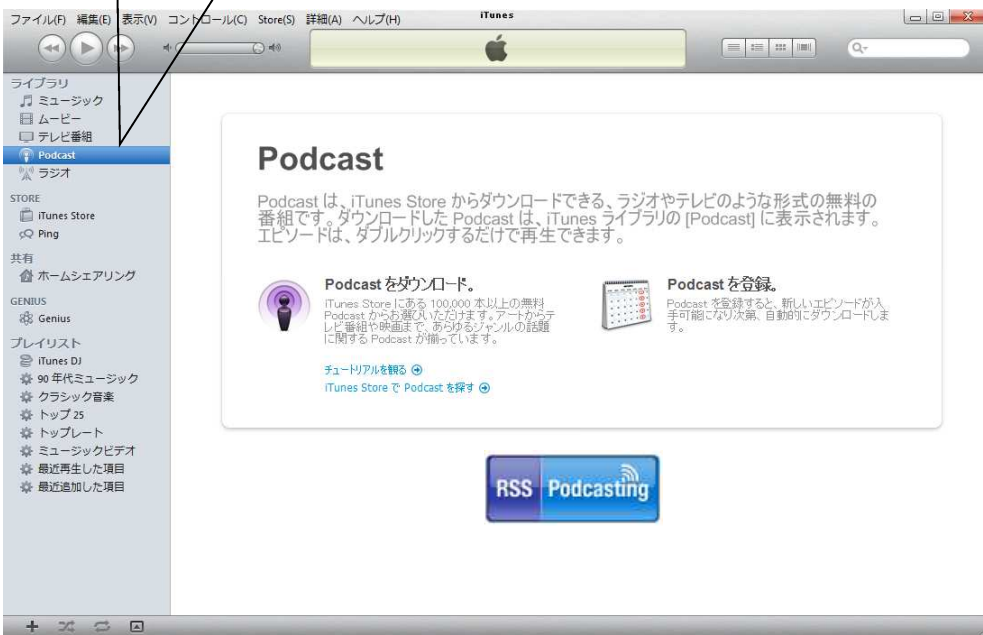 iTunes
ファイル(F) 編集(E) 表示(V) コントロール(C) Store(S) 詳細(A) ヘルプ(H)
ライブラリ
ミュージック
ムービー
テレビ番組
Podcast
ラジオ
STORE
iTunes Store
Ping
共有
ホームシェアリング
GENIUS
Genius
プレイリスト
iTunes DJ
90 年代ミュージック
クラシック音楽
トップ 25
トップレート
ミュージックビデオ
最近再生した項目
最近追加した項目
Podcast
Podcast は、iTunes Store からダウンロードできる、ラジオやテレビのような形式の無料の
番組です。ダウンロードした Podcast は、iTunes ライブラリの [Podcast] に表示されます。
エピソードは、ダブルクリックするだけで再生できます。
Podcast をダウンロード。
iTunes Store にある 100,000 本以上の無料
Podcast からお選びいただけます。アートからテ
レビ番組や映画まで、あらゆるジャンルの話題
に関する Podcast が揃っています。
チュートリアルを観る
iTunes Store で Podcast を探す
Podcast を登録。
Podcast を登録すると、新しいエピソードが入
手可能になり次第、自動的にダウンロードしま
す。
RSS Podcasting